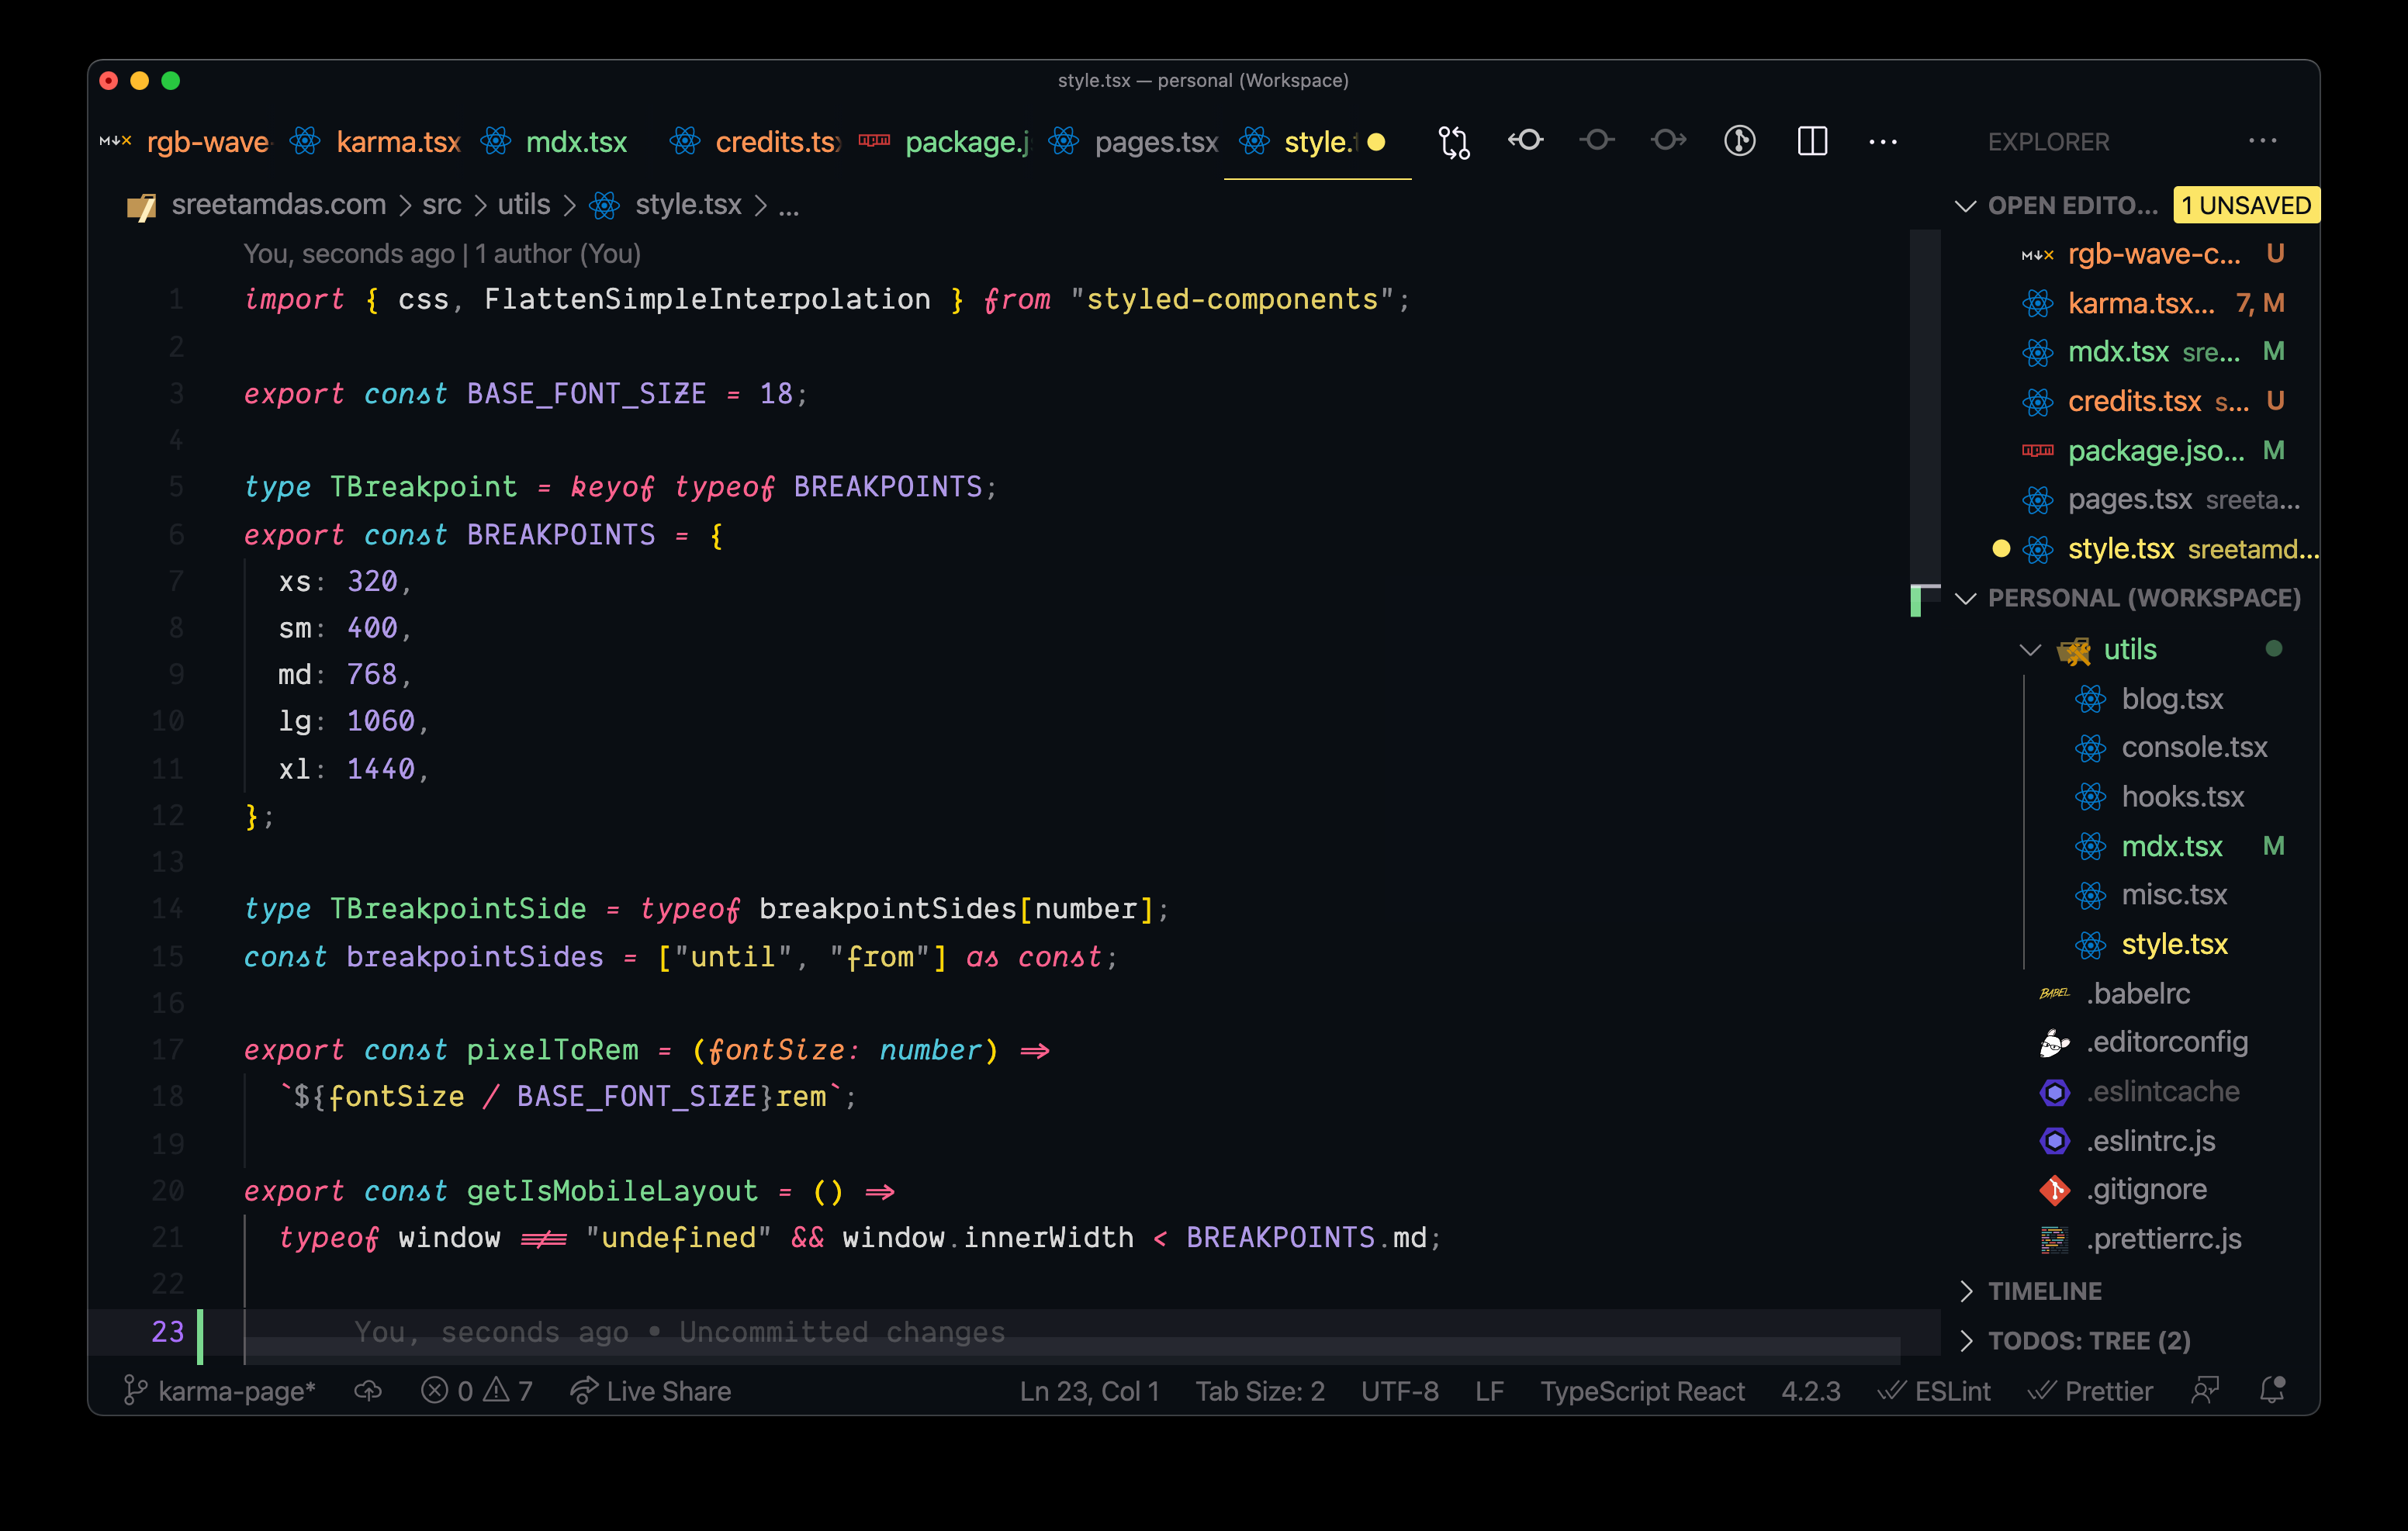 style.tsx — personal (Workspace)
rgb-wave karma.tsx mdx.tsx credits.tsx package.j pages.tsx style.t
EXPLORER
sreetamdas.com > src > utils > style.tsx > ...
OPEN EDITO... 1 UNSAVED
You, seconds ago | 1 author (You)
1 import { css, FlattenSimpleInterpolation } from "styled-components";
2
3 export const BASE_FONT_SIZE = 18;
4
5 type TBreakpoint = keyof typeof BREAKPOINTS;
6 export const BREAKPOINTS = {
7 xs: 320,
8 sm: 400,
9 md: 768,
10 lg: 1060,
11 xl: 1440,
12 };
13
14 type TBreakpointSide = typeof breakpointSides[number];
15 const breakpointSides = ["until", "from"] as const;
16
17 export const pixelToRem = (fontSize: number) =>
18 `${fontSize / BASE_FONT_SIZE}rem`;
19
20 export const getIsMobileLayout = () =>
21 typeof window !== "undefined" && window.innerWidth < BREAKPOINTS.md;
22
23 You, seconds ago • Uncommitted changes
rgb-wave-c... U
karma.tsx... 7, M
mdx.tsx sre... M
credits.tsx s... U
package.jso... M
pages.tsx sreeta...
style.tsx sreetamd...
PERSONAL (WORKSPACE)
utils
blog.tsx
console.tsx
hooks.tsx
mdx.tsx M
misc.tsx
style.tsx
BABEL .babelrc
.editorconfig
.eslintcache
.eslintrc.js
.gitignore
.prettierrc.js
TIMELINE
TODOS: TREE (2)
karma-page* 0 7 Live Share Ln 23, Col 1 Tab Size: 2 UTF-8 LF TypeScript React 4.2.3 ESLint Prettier